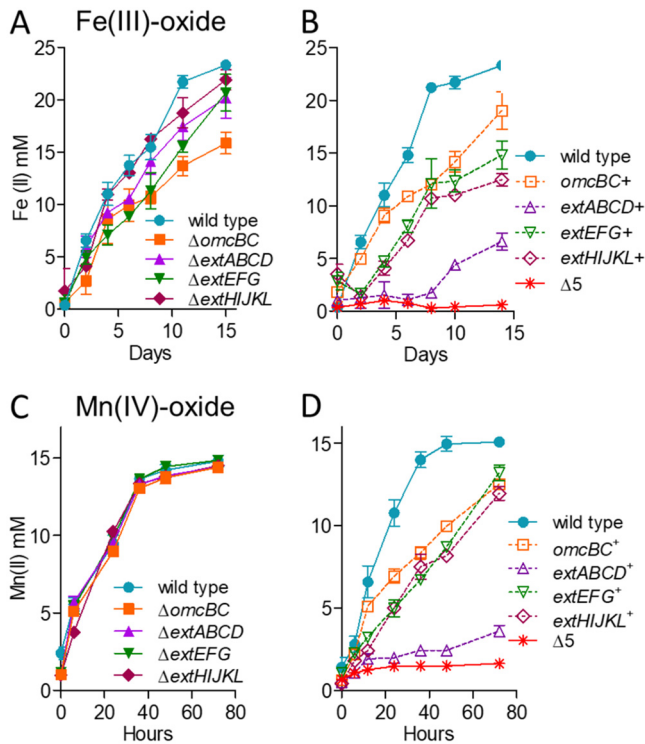 A Fe(III)-oxide
B
25
20
15
10
5
0
Fe (II) mM
0 5 10 15
Days
wild type
ΔomcBC
ΔextABCD
ΔextEFG
ΔextHIJKL
25
20
15
10
5
0
0 5 10 15
Days
wild type
omcBC+
extABCD+
extEFG+
extHIJKL+
Δ5
C Mn(IV)-oxide
D
15
10
5
0
Mn(II) mM
0 20 40 60 80
Hours
wild type
ΔomcBC
ΔextABCD
ΔextEFG
ΔextHIJKL
15
10
5
0
0 20 40 60 80
Hours
wild type
omcBC⁺
extABCD⁺
extEFG⁺
extHIJKL⁺
Δ5